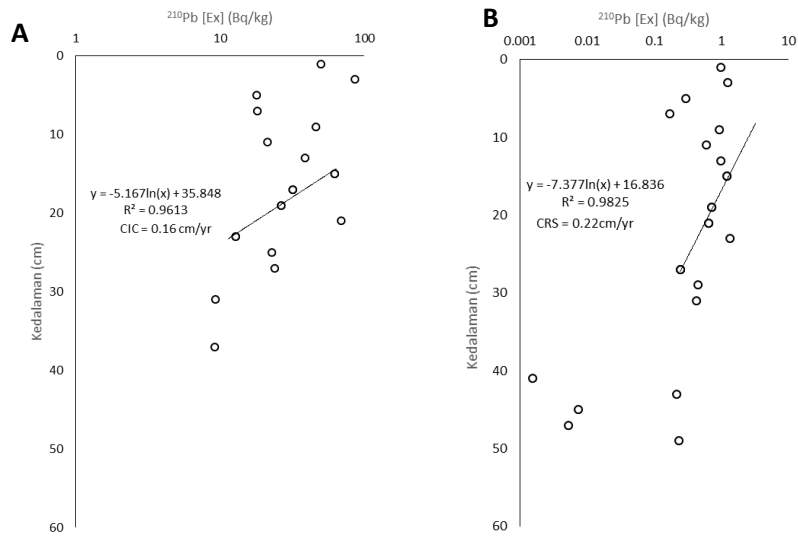 A
²¹⁰Pb [Ex] (Bq/kg)
1 10 100
0
10
20
30
40
50
60
Kedalaman (cm)
y = -5.167ln(x) + 35.848
R² = 0.9613
CIC = 0.16 cm/yr
B
²¹⁰Pb [Ex] (Bq/kg)
0.001 0.01 0.1 1 10
0
10
20
30
40
50
60
Kedalaman (cm)
y = -7.377ln(x) + 16.836
R² = 0.9825
CRS = 0.22cm/yr